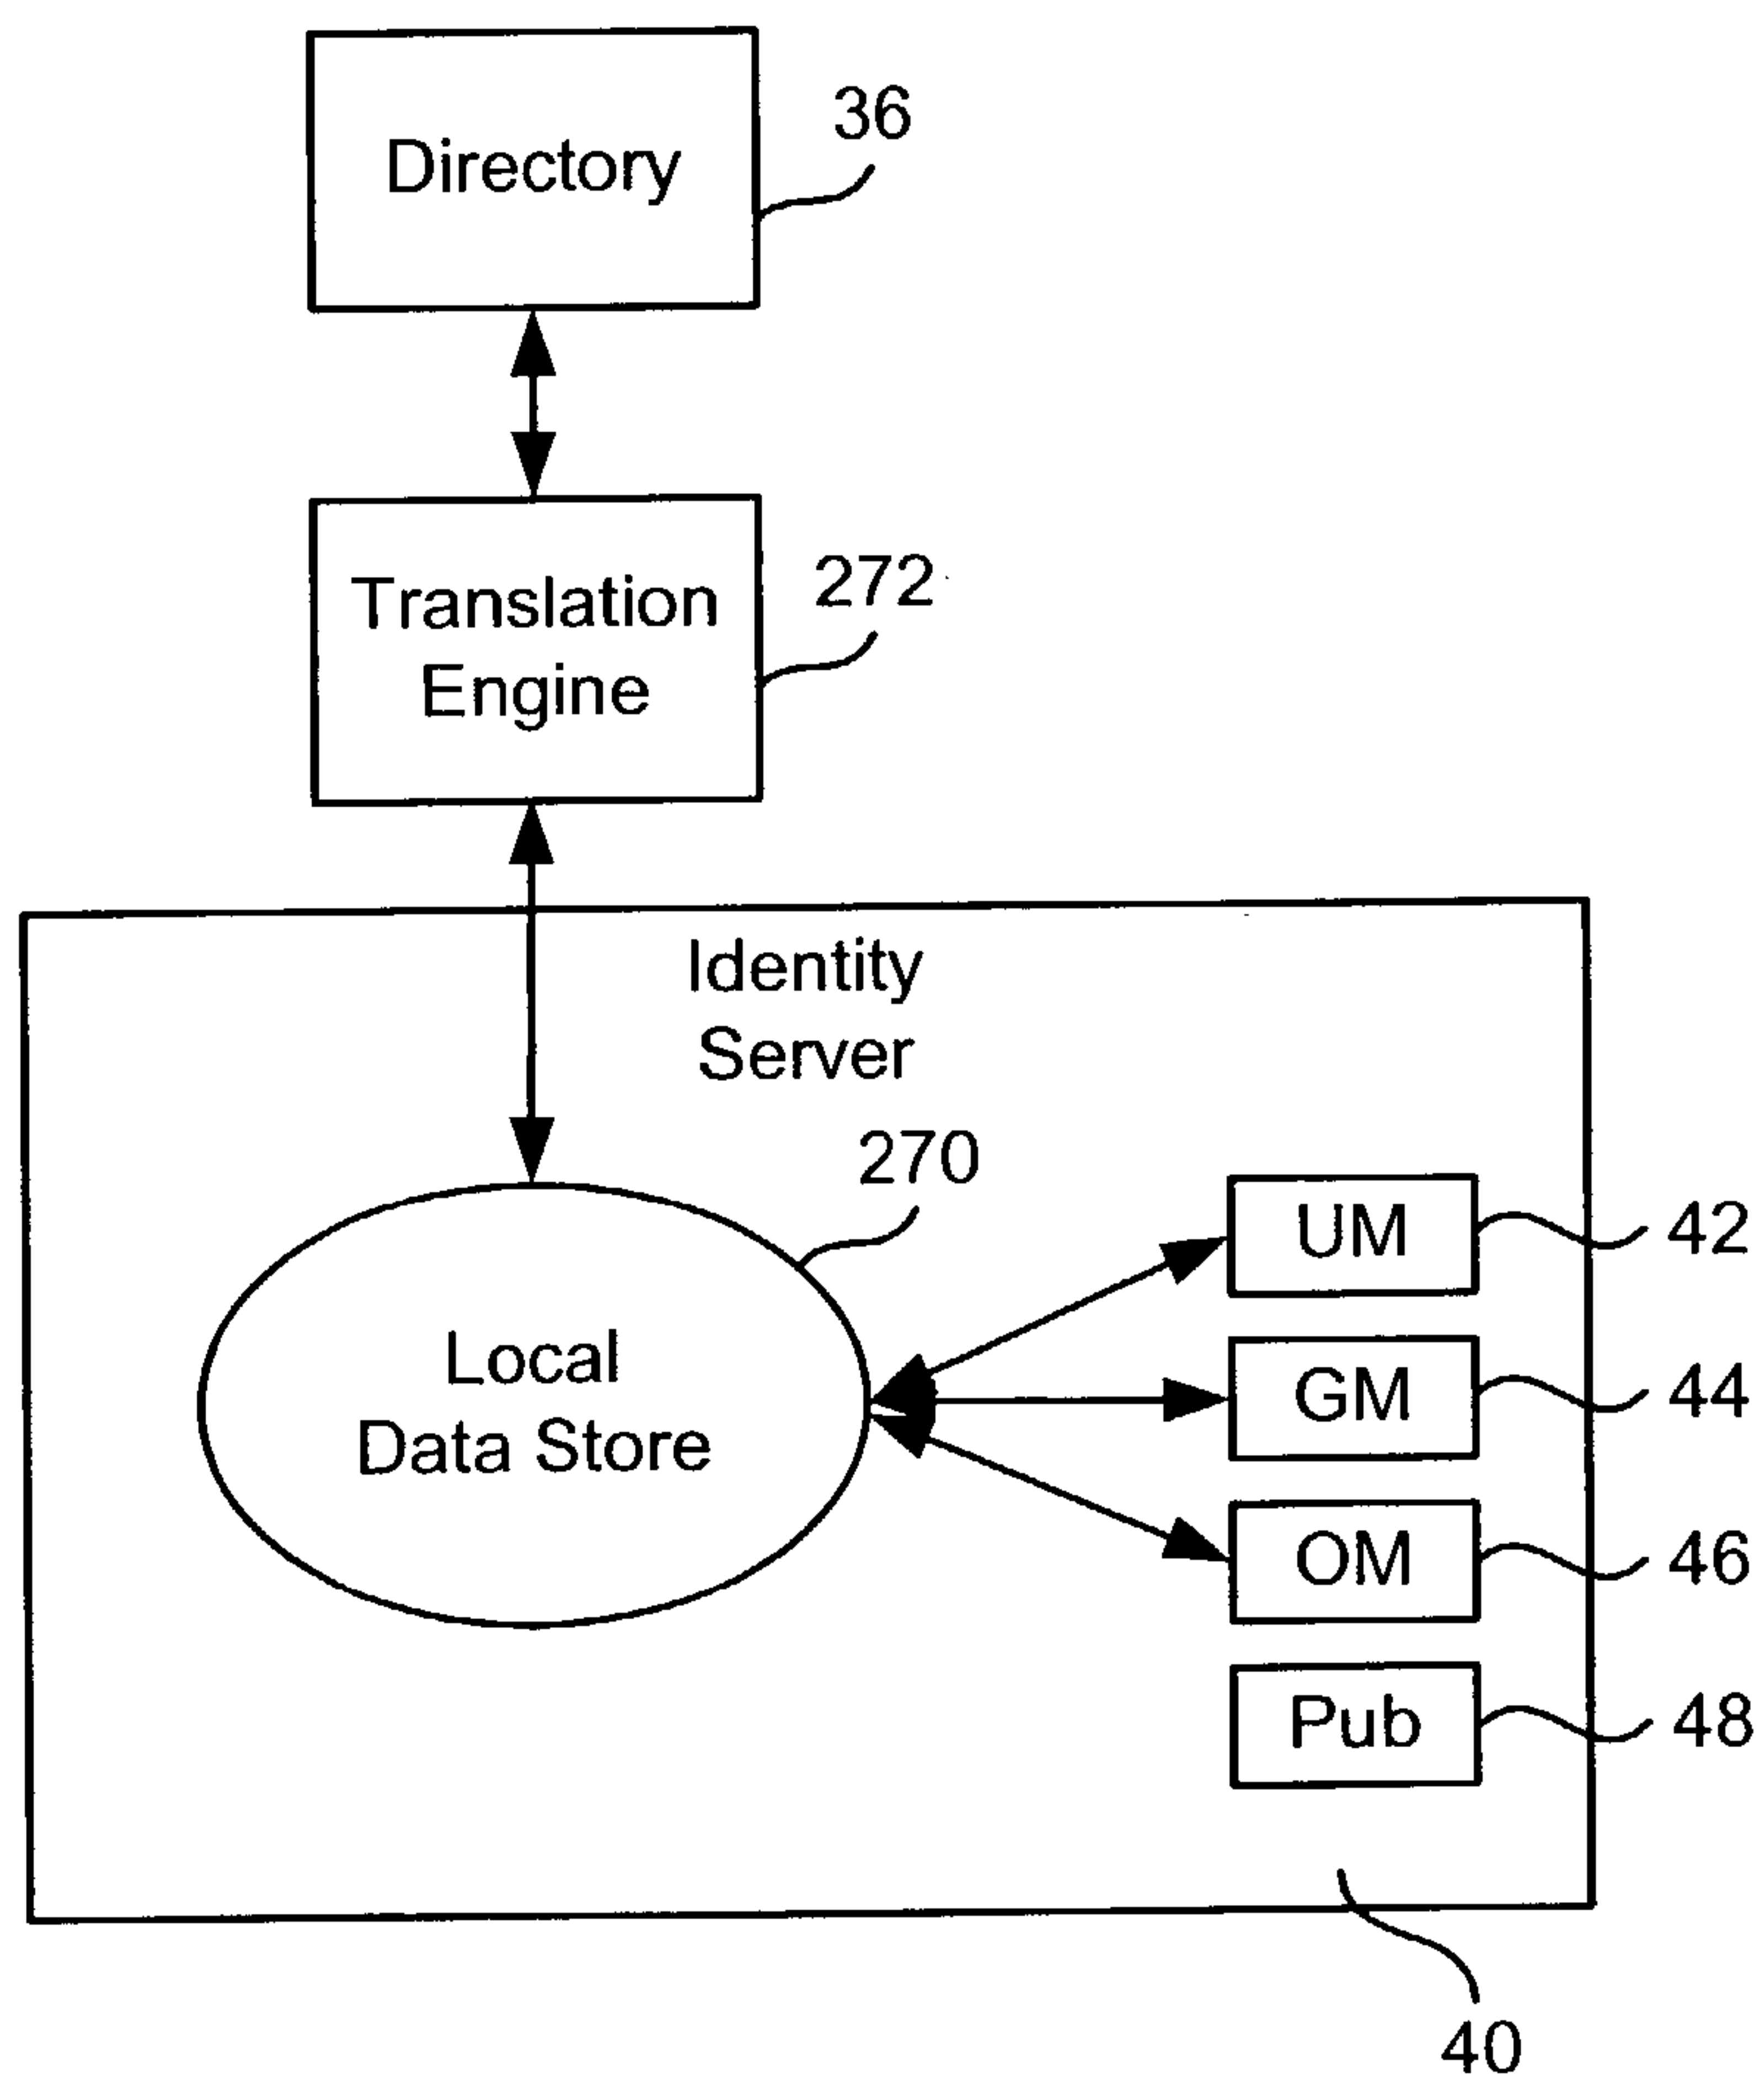 Directory
36
Translation
Engine
272
Identity
Server
270
Local
Data Store
UM
42
GM
44
OM
46
Pub
48
40